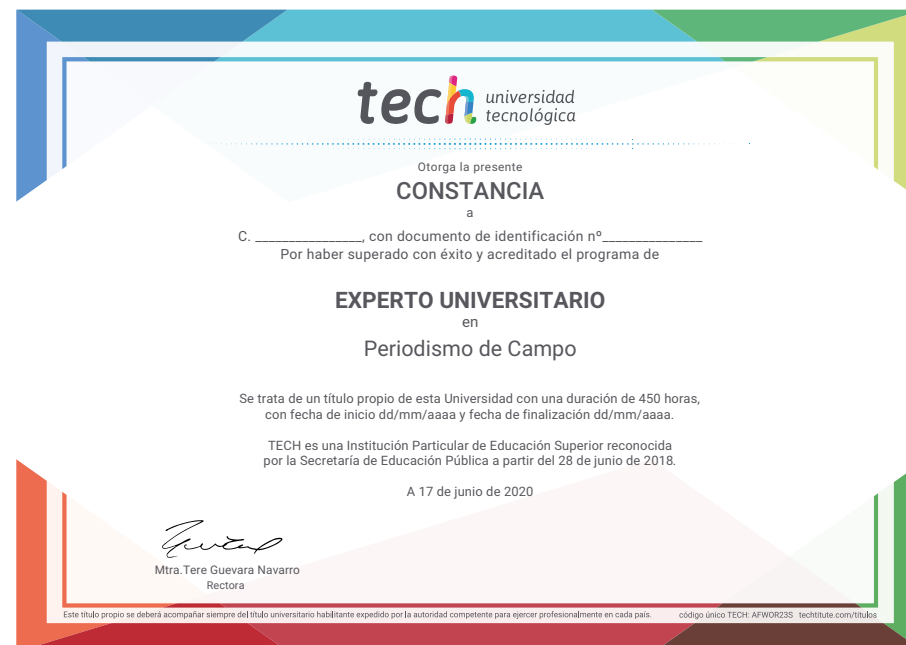 tech universidad
tecnológica
Otorga la presente
CONSTANCIA
a
C. ________________, con documento de identificación nº_______________
Por haber superado con éxito y acreditado el programa de
EXPERTO UNIVERSITARIO
en
Periodismo de Campo
Se trata de un título propio de esta Universidad con una duración de 450 horas,
con fecha de inicio dd/mm/aaaa y fecha de finalización dd/mm/aaaa.
TECH es una Institución Particular de Educación Superior reconocida
por la Secretaría de Educación Pública a partir del 28 de junio de 2018.
A 17 de junio de 2020
Mtra.Tere Guevara Navarro
Rectora
Este título propio se deberá acompañar siempre del título universitario habilitante expedido por la autoridad competente para ejercer profesionalmente en cada país. código único TECH: AFWOR23S techtitute.com/titulos